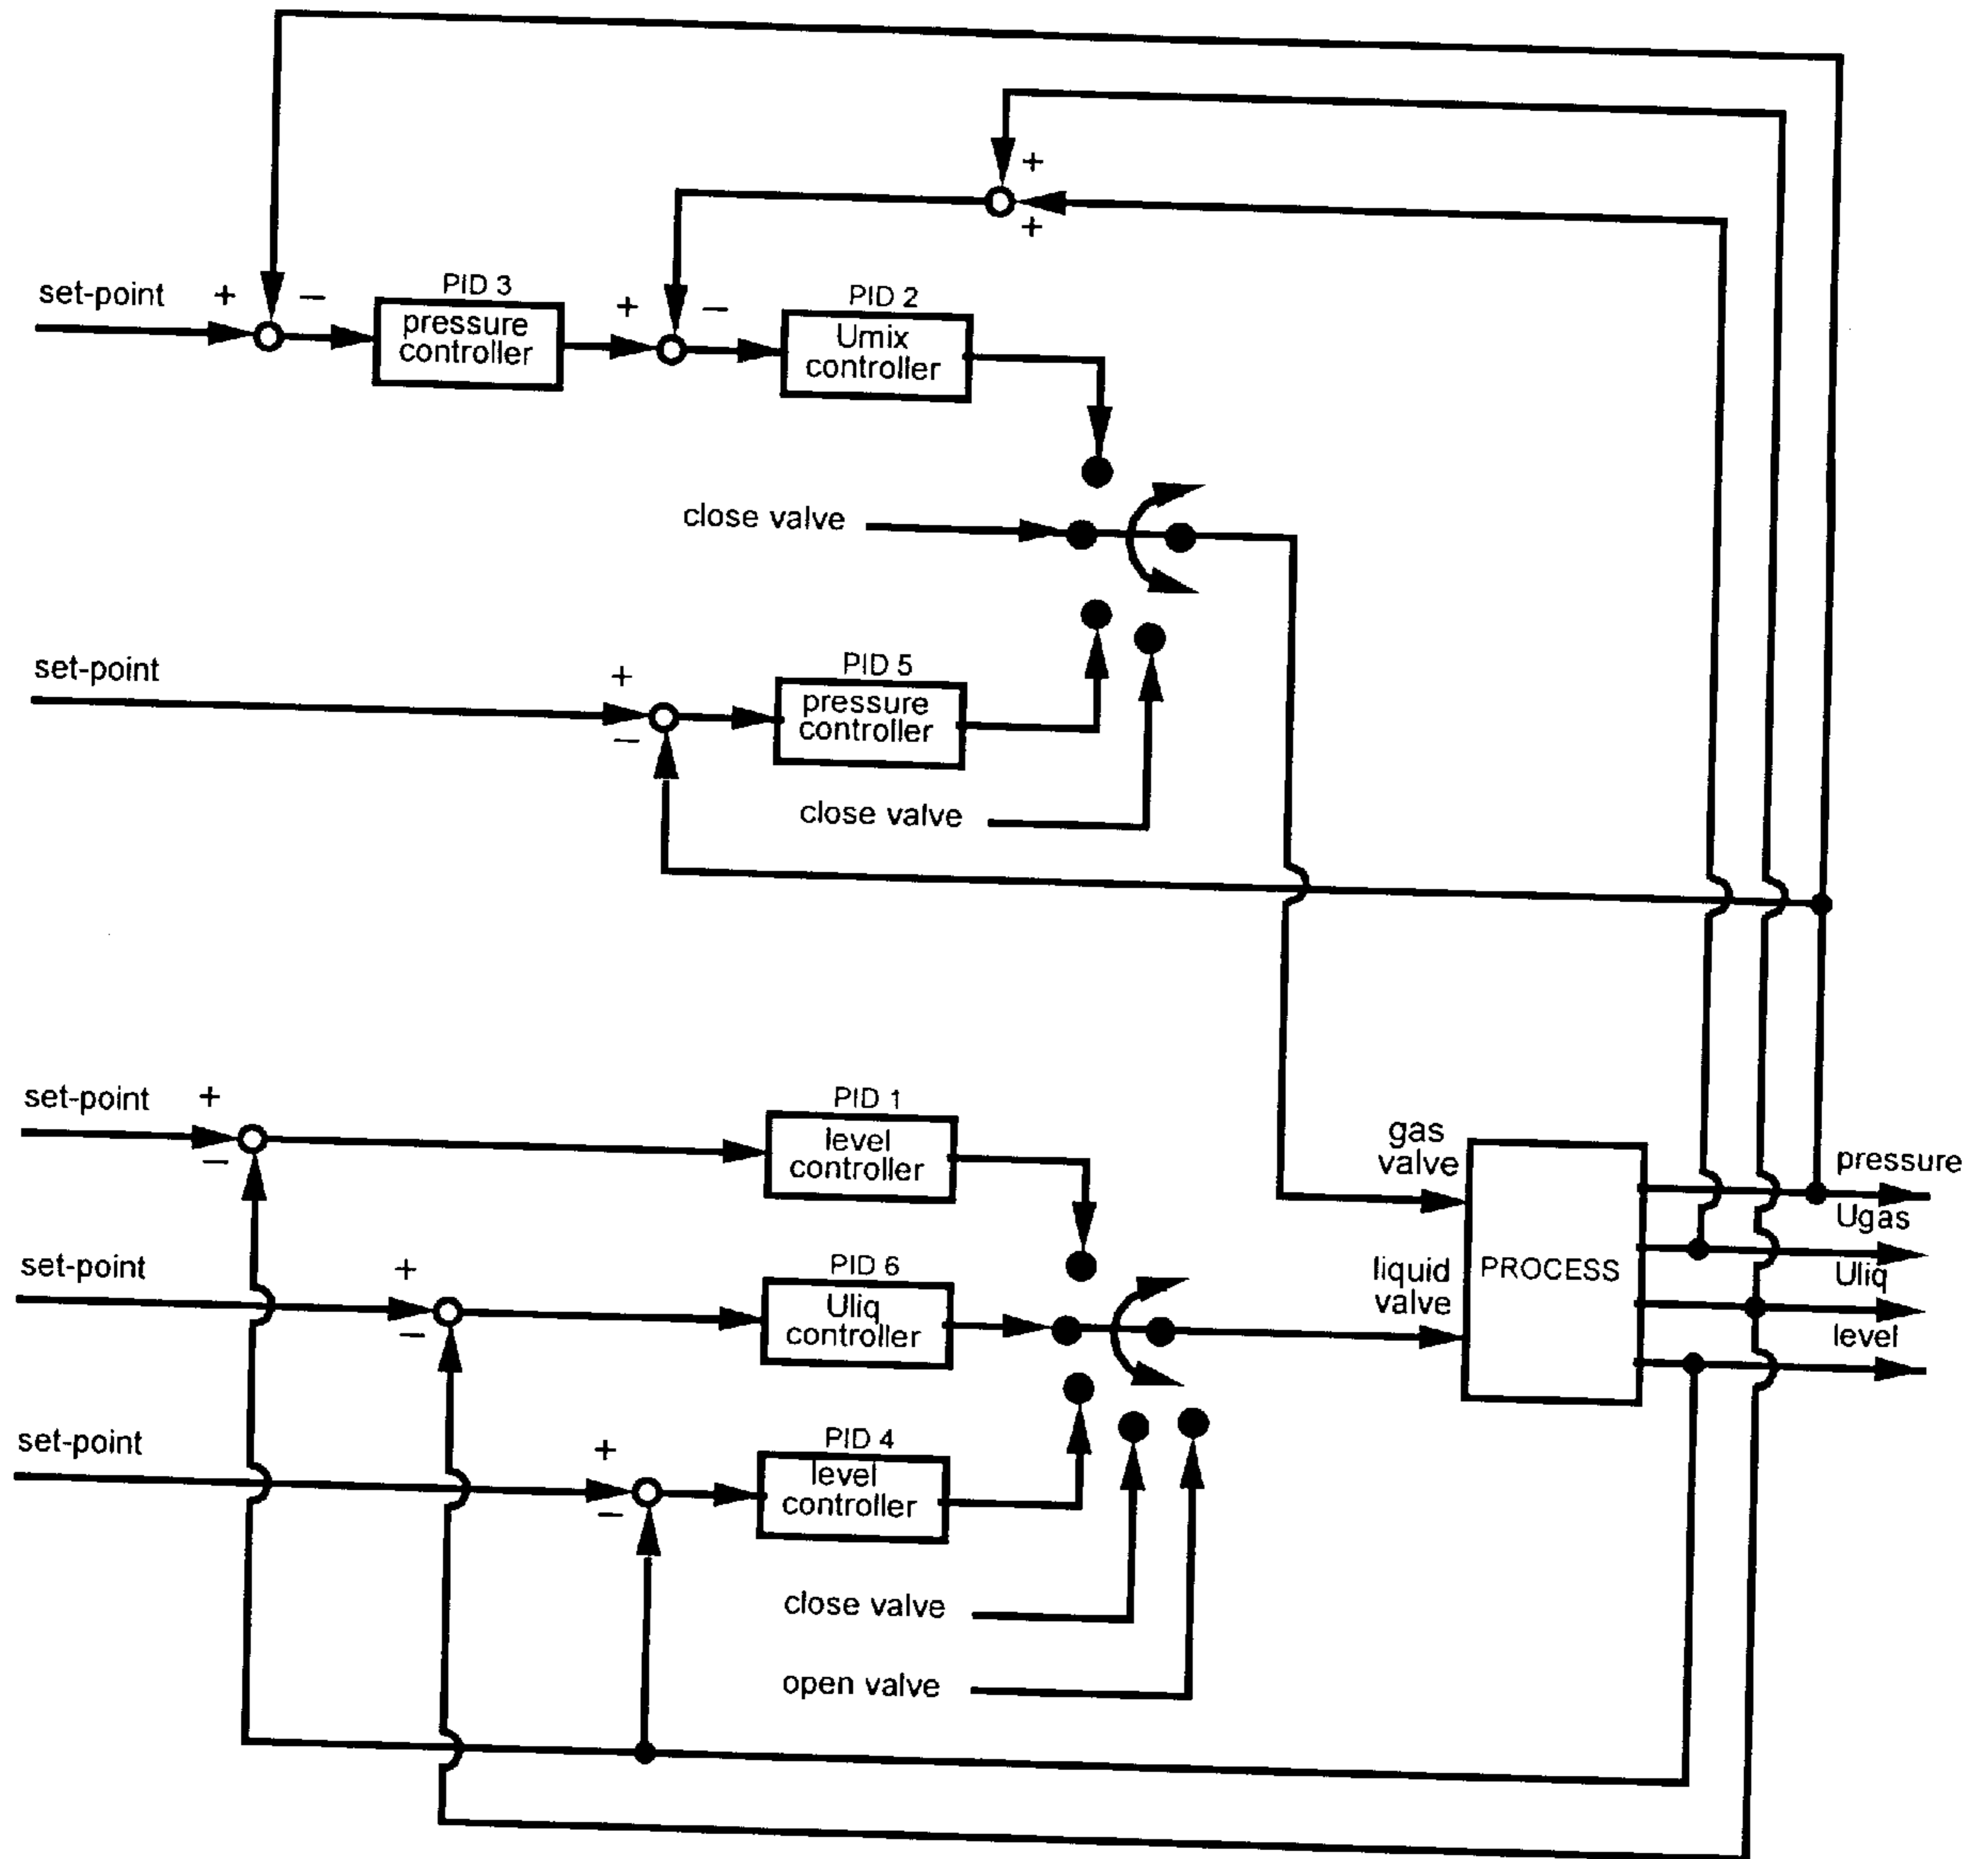 +
+
set-point + −
PID 3
pressure
controller
+ −
PID 2
Umix
controller
close valve
set-point
+
−
PID 5
pressure
controller
close valve
set-point
+
−
PID 1
level
controller
gas
valve
pressure
Ugas
Uliq
level
PROCESS
liquid
valve
set-point
+
−
PID 6
Uliq
controller
set-point
+
−
PID 4
level
controller
close valve
open valve